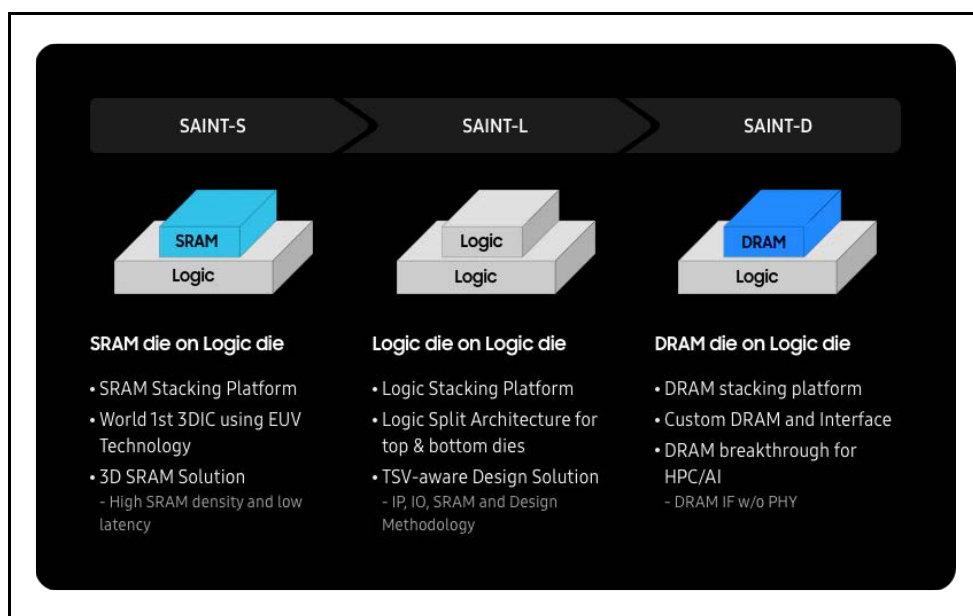 SAINT-S
SAINT-L
SAINT-D
SRAM
Logic
Logic
Logic
DRAM
Logic
SRAM die on Logic die
• SRAM Stacking Platform
• World 1st 3DIC using EUV
Technology
• 3D SRAM Solution
- High SRAM density and low
latency
Logic die on Logic die
• Logic Stacking Platform
• Logic Split Architecture for
top & bottom dies
• TSV-aware Design Solution
- IP, IO, SRAM and Design
Methodology
DRAM die on Logic die
• DRAM stacking platform
• Custom DRAM and Interface
• DRAM breakthrough for
HPC/AI
- DRAM IF w/o PHY